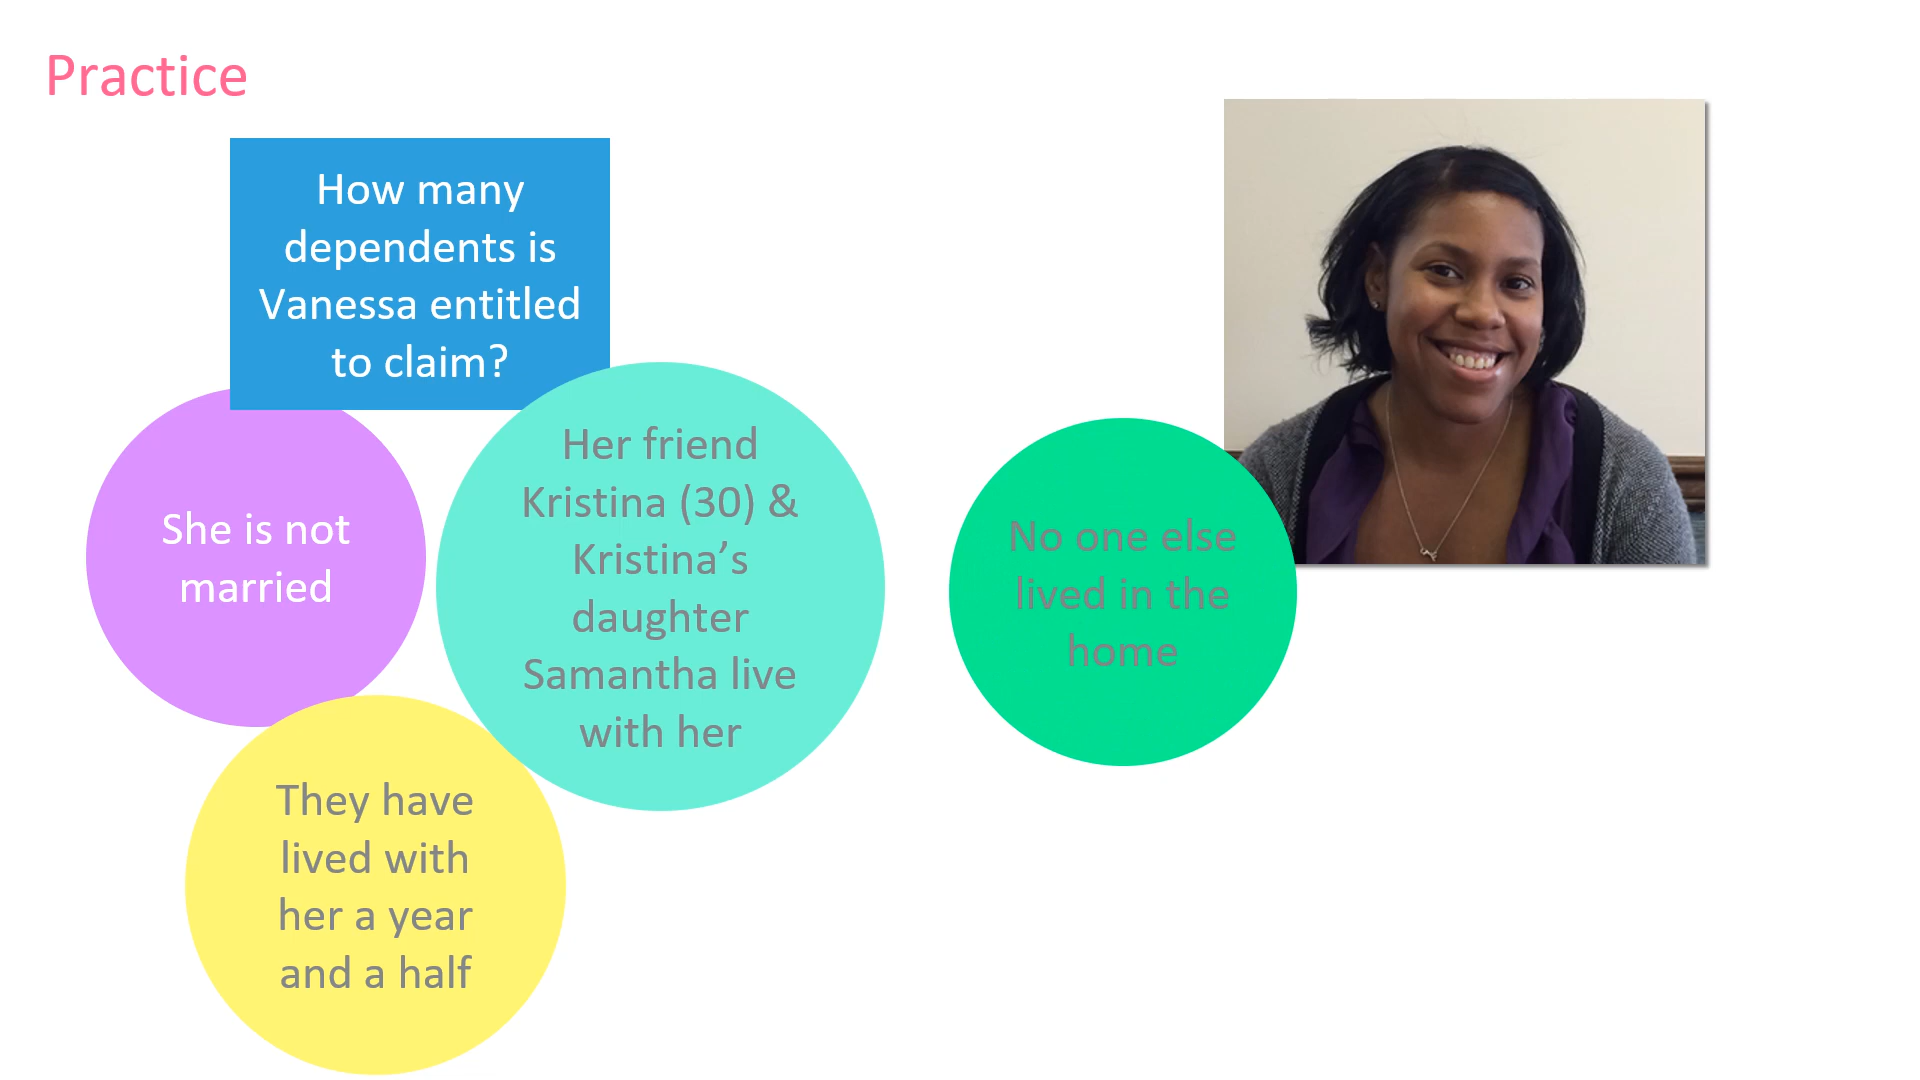 Practice
How many
dependents is
Vanessa entitled
to claim?
She is not
married
Her friend
Kristina (30) &
Kristina’s
daughter
Samantha live
with her
They have
lived with
her a year
and a half
No one else
lived in the
home